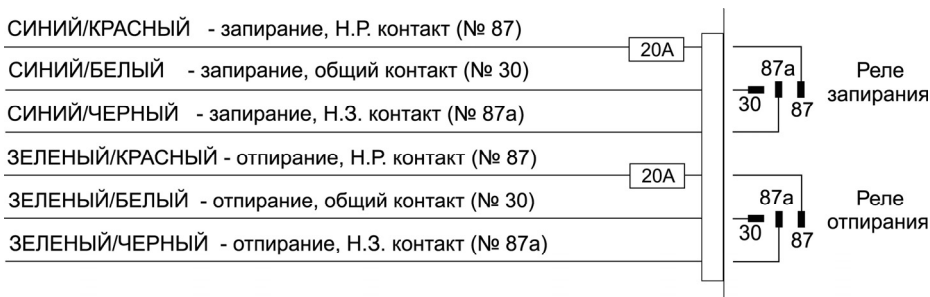 СИНИЙ/КРАСНЫЙ - запирание, Н.Р. контакт (№ 87)
20А
СИНИЙ/БЕЛЫЙ - запирание, общий контакт (№ 30)
СИНИЙ/ЧЕРНЫЙ - запирание, Н.З. контакт (№ 87а)
87а
30
87
Реле
запирания
ЗЕЛЕНЫЙ/КРАСНЫЙ - отпирание, Н.Р. контакт (№ 87)
20А
ЗЕЛЕНЫЙ/БЕЛЫЙ - отпирание, общий контакт (№ 30)
ЗЕЛЕНЫЙ/ЧЕРНЫЙ - отпирание, Н.З. контакт (№ 87а)
87а
30
87
Реле
отпирания